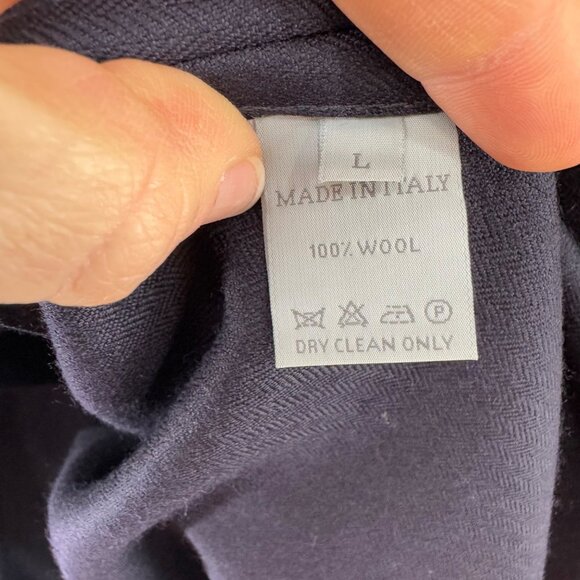 L
MADE IN ITALY
100% WOOL
P
DRY CLEAN ONLY